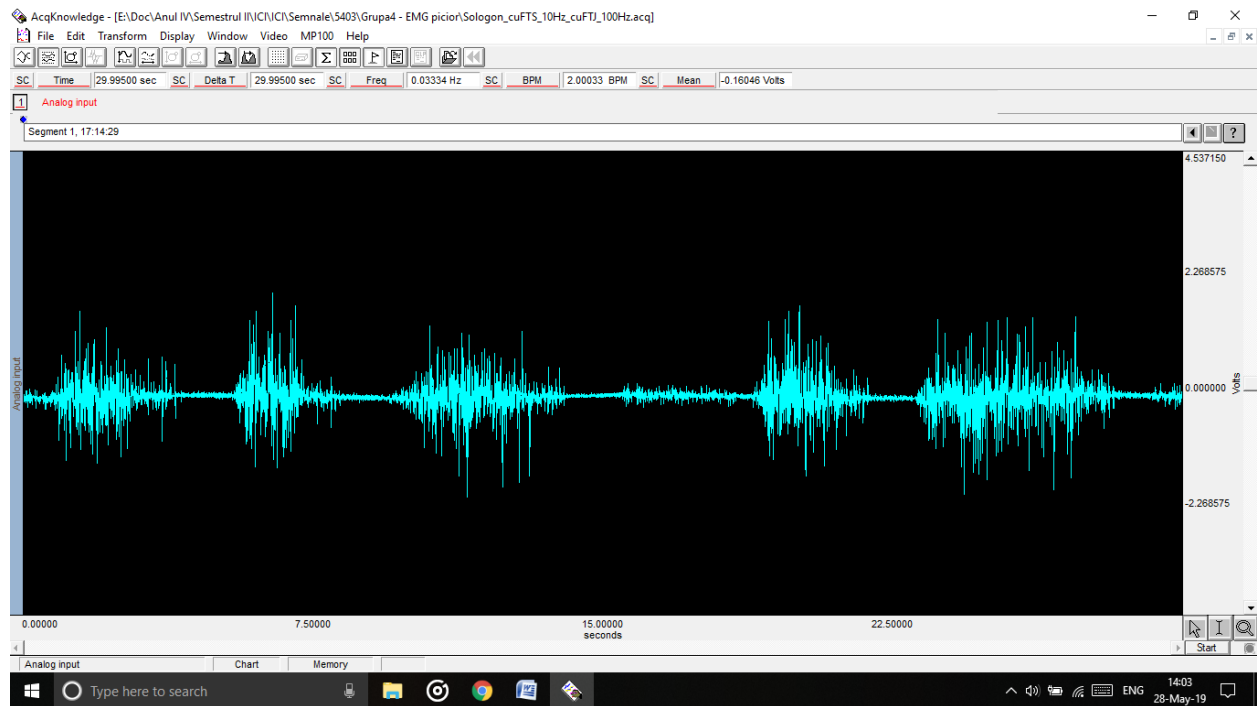 AcqKnowledge - [E:\Doc\Anul IV\Semestrul II\ICI\ICI\Semnale\5403\Grupa4 - EMG picior\Sologon_cuFTS_10Hz_cuFTJ_100Hz.acq]
File Edit Transform Display Window Video MP100 Help
SC Time 29.99500 sec SC Delta T 29.99500 sec SC Freq 0.03334 Hz SC BPM 2.00033 BPM SC Mean -0.16046 Volts
1 Analog input
Segment 1, 17:14:29
?
4.537150
2.268575
Analog input
0.000000
Volts
-2.268575
0.00000 7.50000 15.00000 22.50000
seconds
Start
Analog input Chart Memory
Type here to search
ENG
14:03
28-May-19